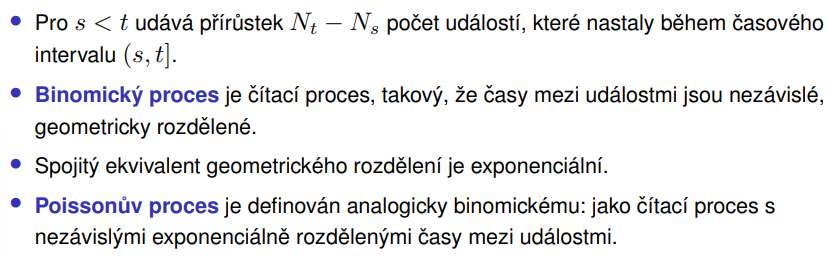 • Pro s < t udává přírůstek Nₜ − Nₛ počet událostí, které nastaly během časového
intervalu (s, t].
• Binomický proces je čítací proces, takový, že časy mezi událostmi jsou nezávislé,
geometricky rozdělené.
• Spojitý ekvivalent geometrického rozdělení je exponenciální.
• Poissonův proces je definován analogicky binomickému: jako čítací proces s
nezávislými exponenciálně rozdělenými časy mezi událostmi.